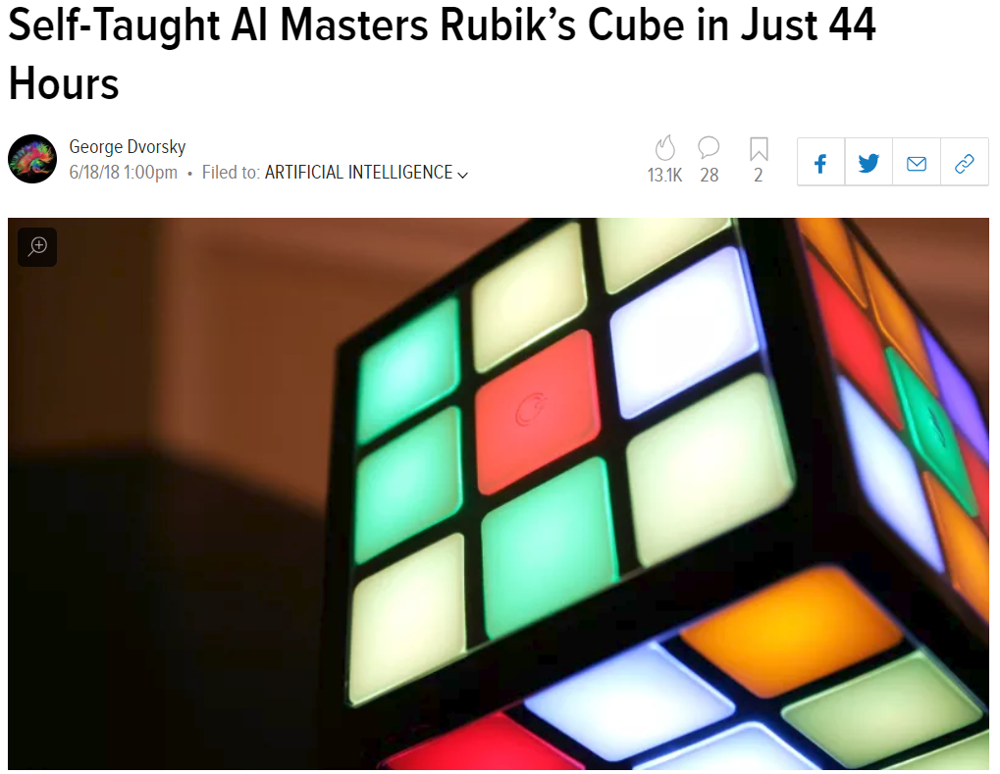 Self-Taught AI Masters Rubik’s Cube in Just 44
Hours
George Dvorsky
6/18/18 1:00pm • Filed to: ARTIFICIAL INTELLIGENCE
13.1K 28 2